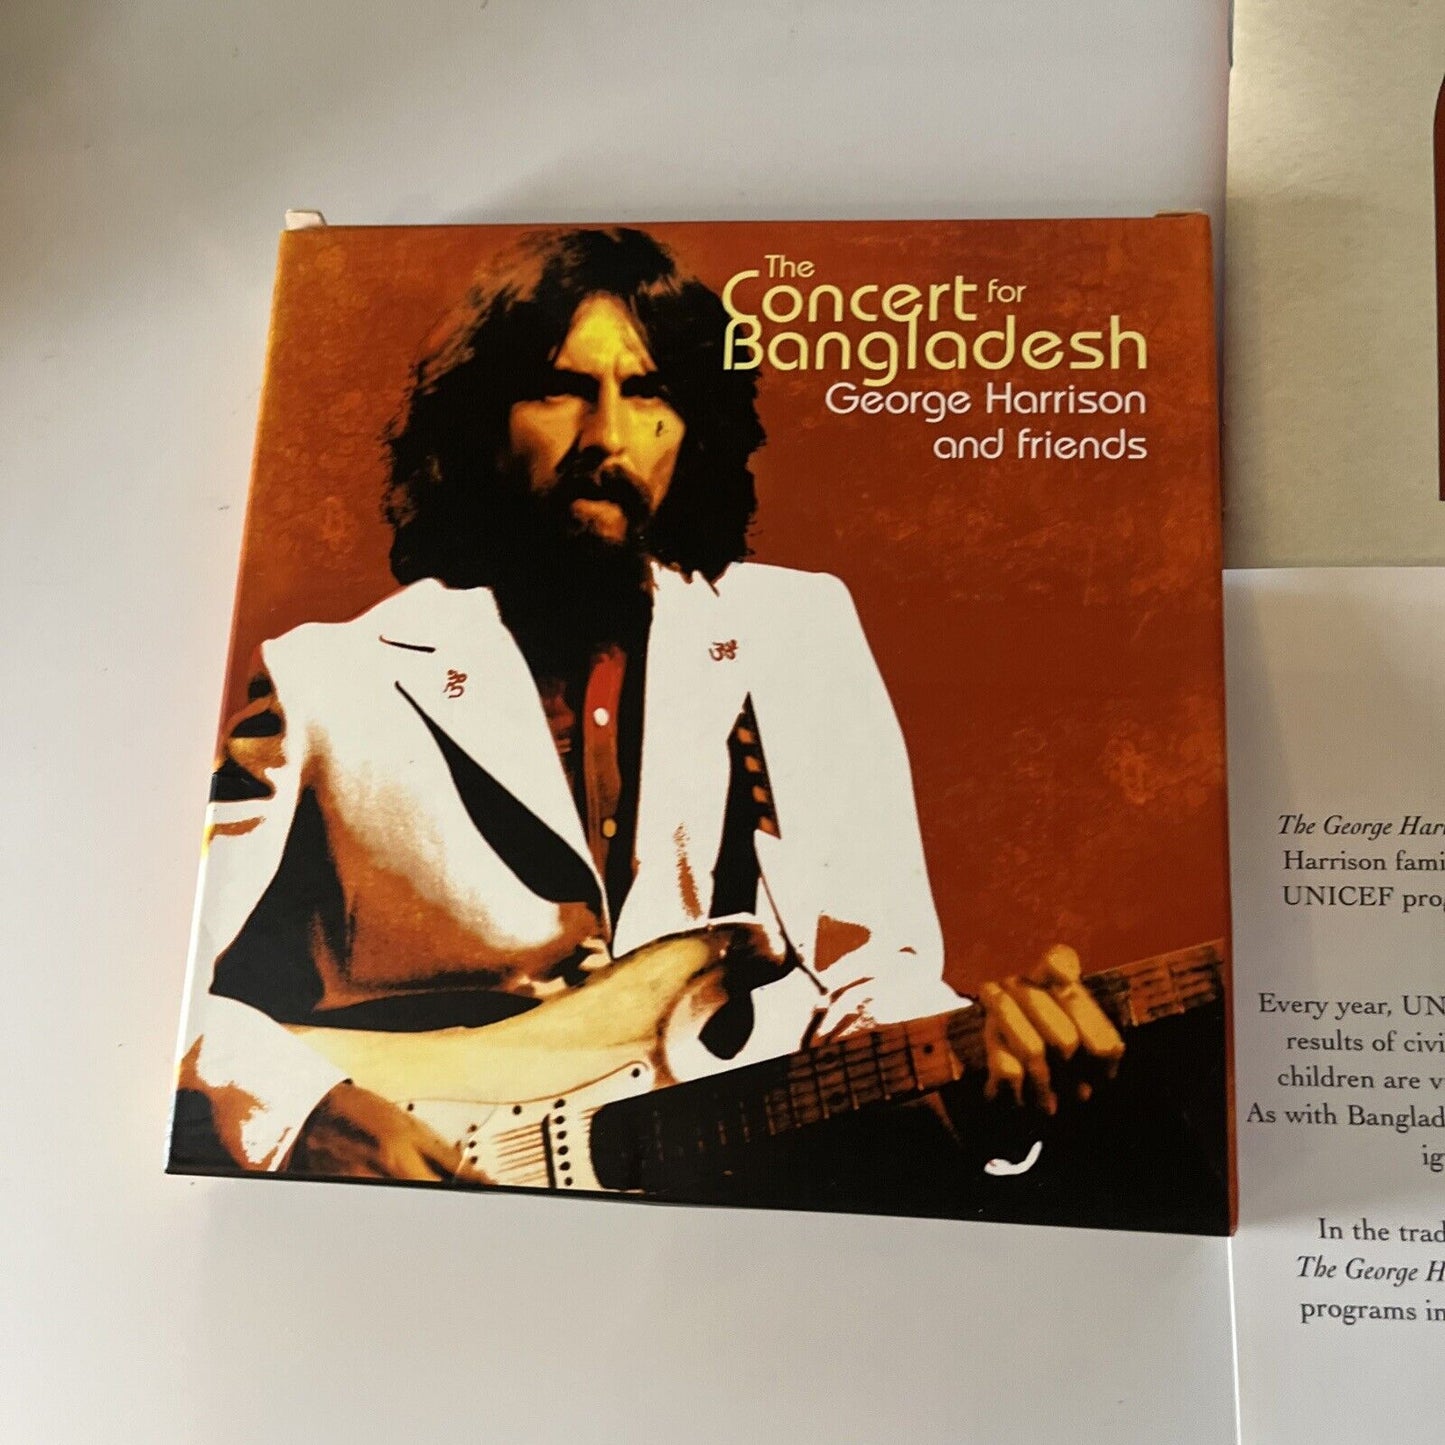 The
Concert for
Bangladesh
George Harrison
and friends
ॐ
ॐ
The George Har
Harrison fami
UNICEF prog
Every year, UN
results of civi
children are v
As with Banglad
ig
In the trad
The George H
programs in